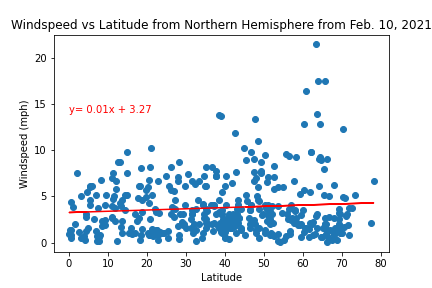 Windspeed vs Latitude from Northern Hemisphere from Feb. 10, 2021
20
15
10
5
0
Windspeed (mph)
y= 0.01x + 3.27
0 10 20 30 40 50 60 70 80
Latitude